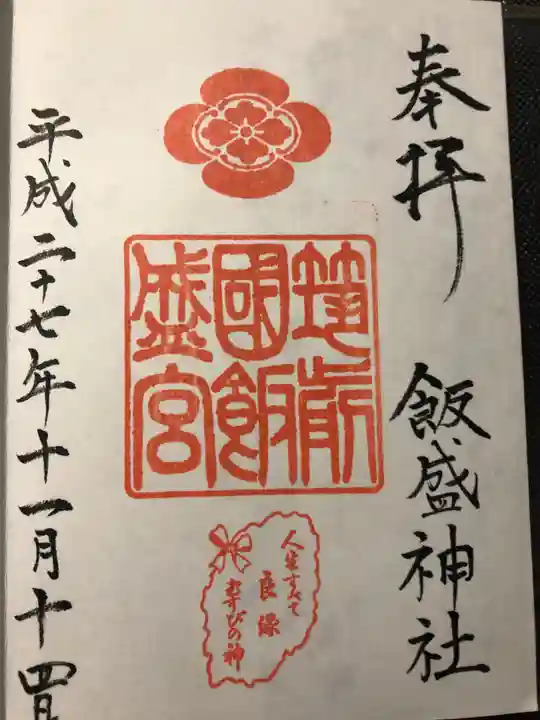 奉拝　飯盛神社
筑前
國飯
盛宮
人生すべて
良縁
むすびの神
平成二十七年十一月十四日